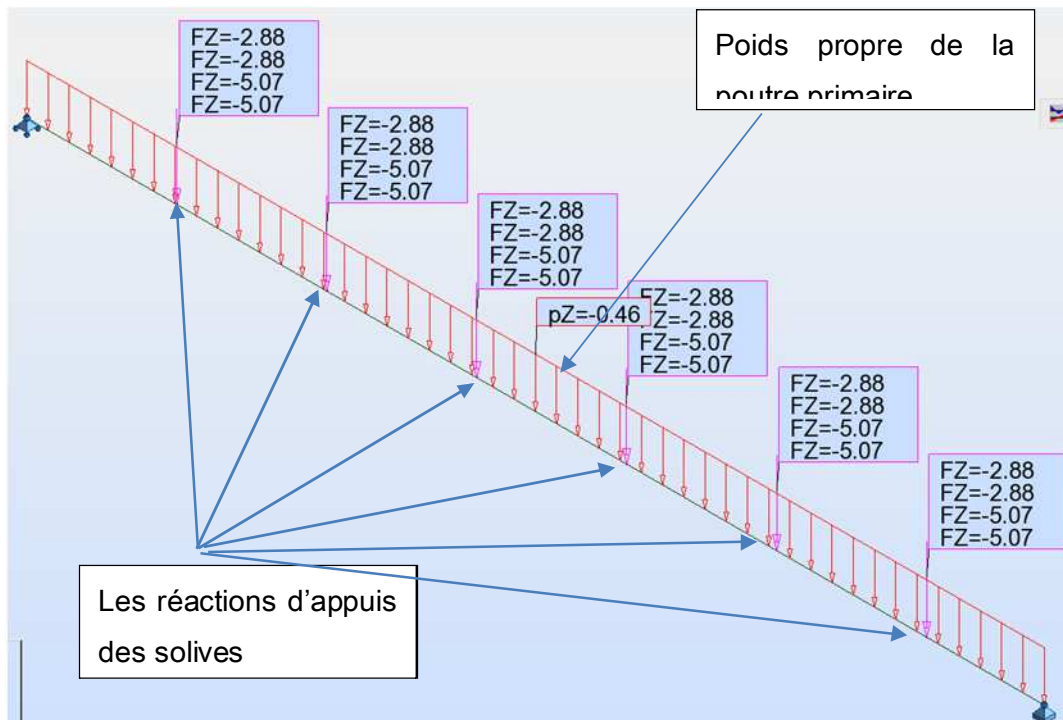 FZ=-2.88
FZ=-2.88
FZ=-5.07
FZ=-5.07
Poids propre de la
poutre primaire
FZ=-2.88
FZ=-2.88
FZ=-5.07
FZ=-5.07
FZ=-2.88
FZ=-2.88
FZ=-5.07
FZ=-5.07
pZ=-0.46
FZ=-2.88
FZ=-2.88
FZ=-5.07
FZ=-5.07
FZ=-2.88
FZ=-2.88
FZ=-5.07
FZ=-5.07
FZ=-2.88
FZ=-2.88
FZ=-5.07
FZ=-5.07
Les réactions d’appuis
des solives